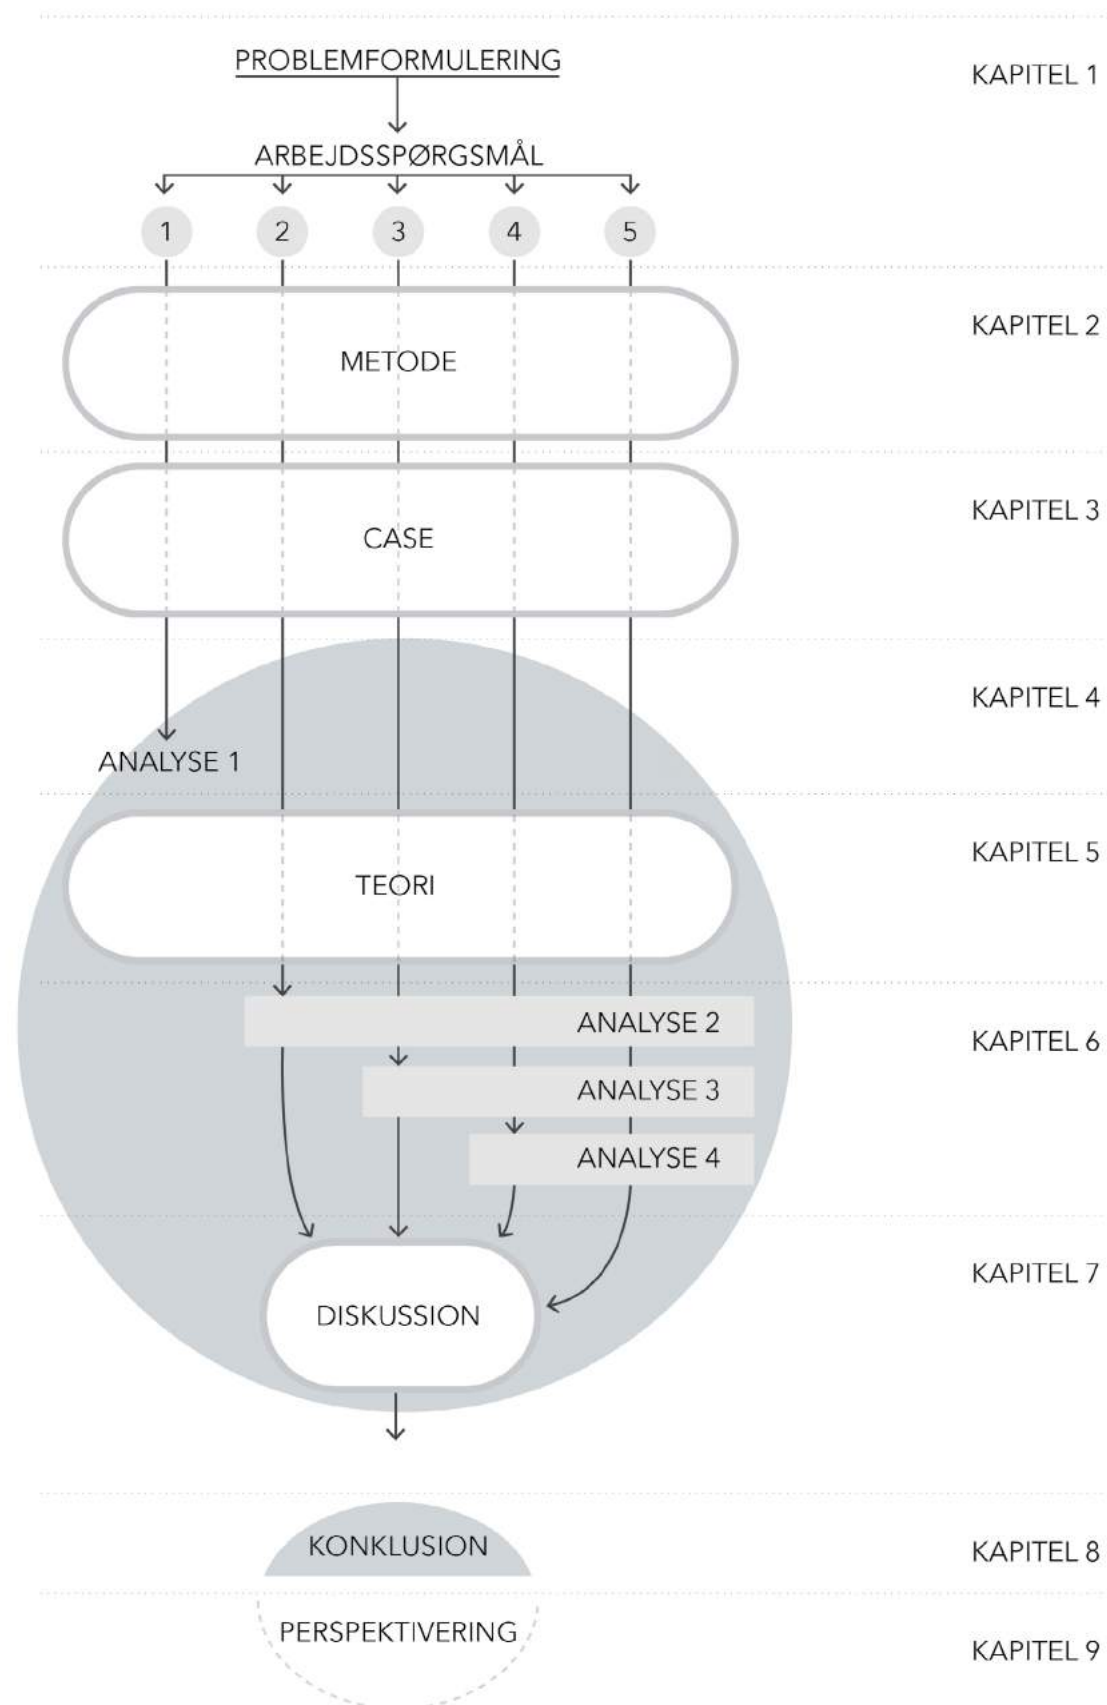 PROBLEMFORMULERING
KAPITEL 1
ARBEJDSSPØRGSMÅL
1 2 3 4 5
KAPITEL 2
METODE
KAPITEL 3
CASE
KAPITEL 4
ANALYSE 1
KAPITEL 5
TEORI
ANALYSE 2
KAPITEL 6
ANALYSE 3
ANALYSE 4
KAPITEL 7
DISKUSSION
KONKLUSION
KAPITEL 8
PERSPEKTIVERING
KAPITEL 9